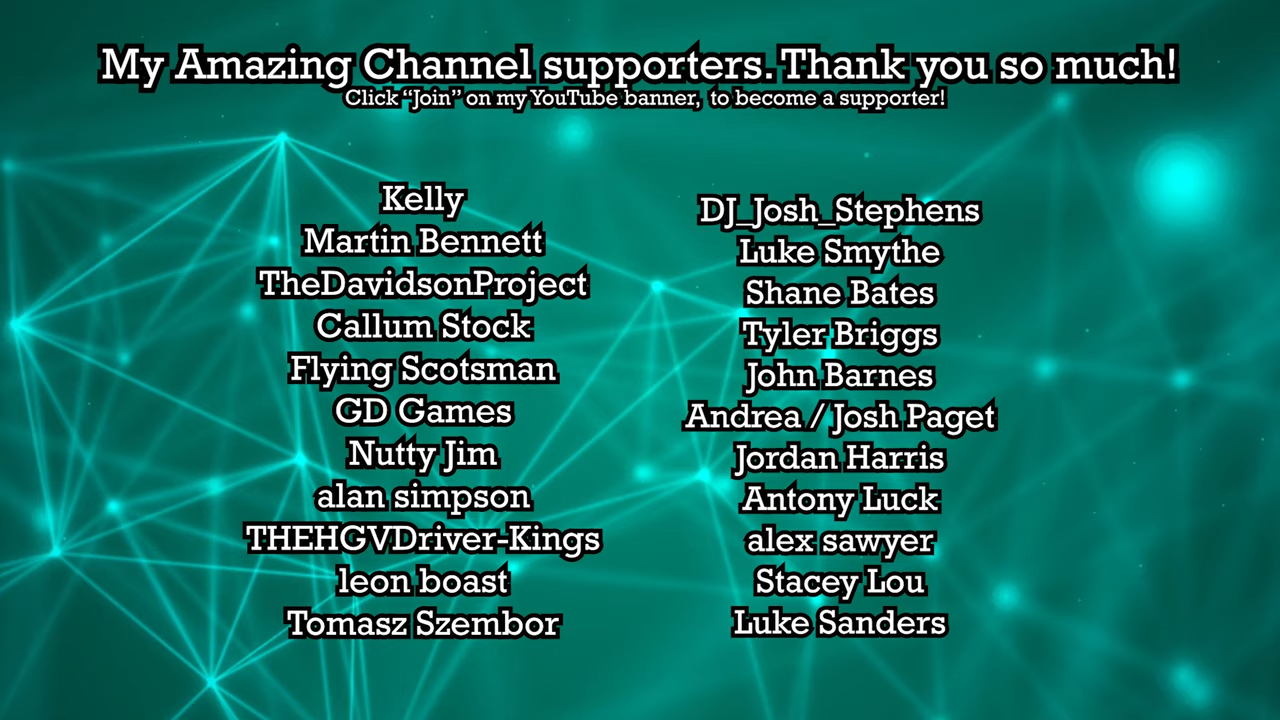 My Amazing Channel supporters. Thank you so much!
Click “Join” on my YouTube banner, to become a supporter!
Kelly
Martin Bennett
TheDavidsonProject
Callum Stock
Flying Scotsman
GD Games
Nutty Jim
alan simpson
THEHGVDriver-Kings
leon boast
Tomasz Szembor
DJ_Josh_Stephens
Luke Smythe
Shane Bates
Tyler Briggs
John Barnes
Andrea / Josh Paget
Jordan Harris
Antony Luck
alex sawyer
Stacey Lou
Luke Sanders